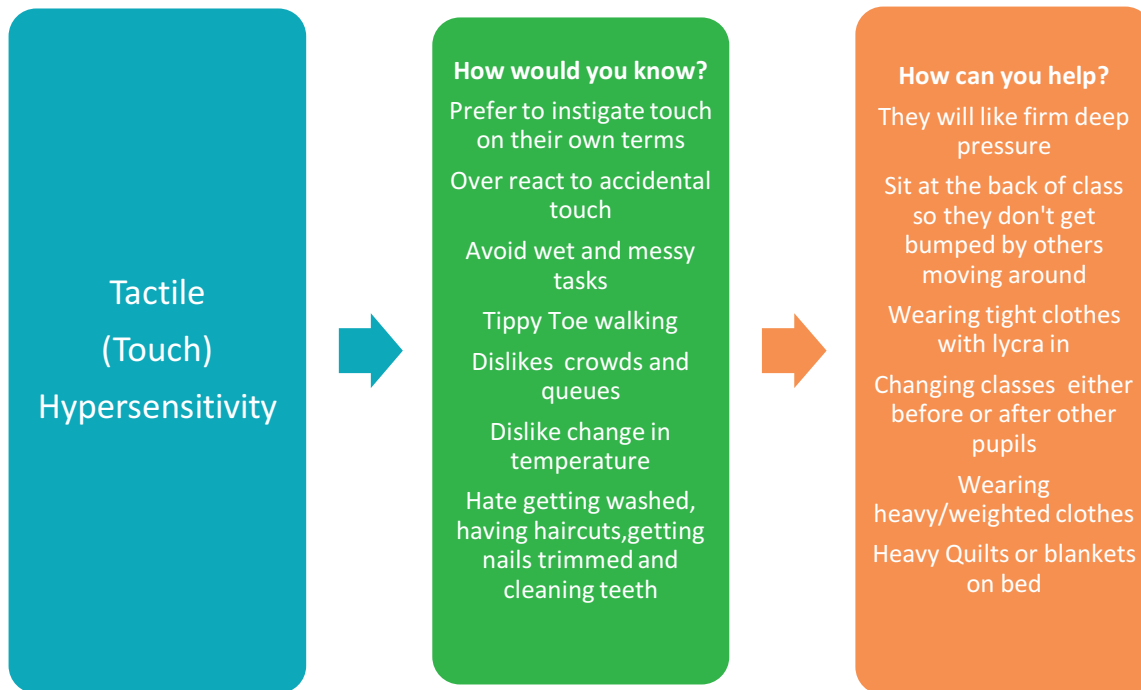 Tactile
(Touch)
Hypersensitivity
How would you know?
Prefer to instigate touch
on their own terms
Over react to accidental
touch
Avoid wet and messy
tasks
Tippy Toe walking
Dislikes  crowds and
queues
Dislike change in
temperature
Hate getting washed,
having haircuts,getting
nails trimmed and
cleaning teeth
How can you help?
They will like firm deep
pressure
Sit at the back of class
so they don't get
bumped by others
moving around
Wearing tight clothes
with lycra in
Changing classes  either
before or after other
pupils
Wearing
heavy/weighted clothes
Heavy Quilts or blankets
on bed